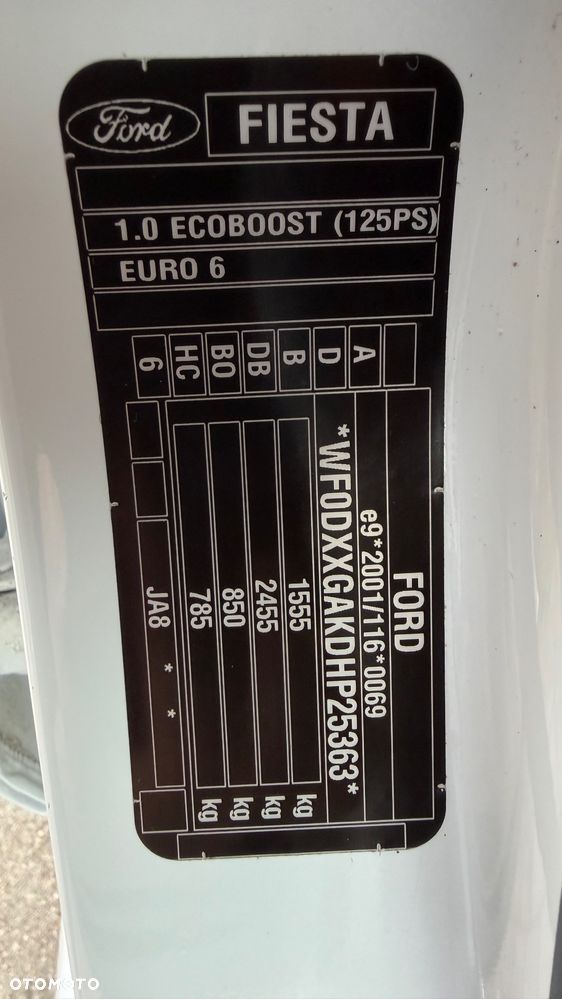 Ford
FIESTA
1.0 ECOBOOST (125PS)
EURO 6
A
D
B
DB
BO
HC
6
FORD
e9*2001/116*0069
*WF0DXXGAKDHP25363*
1555 kg
2455 kg
850 kg
785 kg
JA8 * *
OTOMOTO